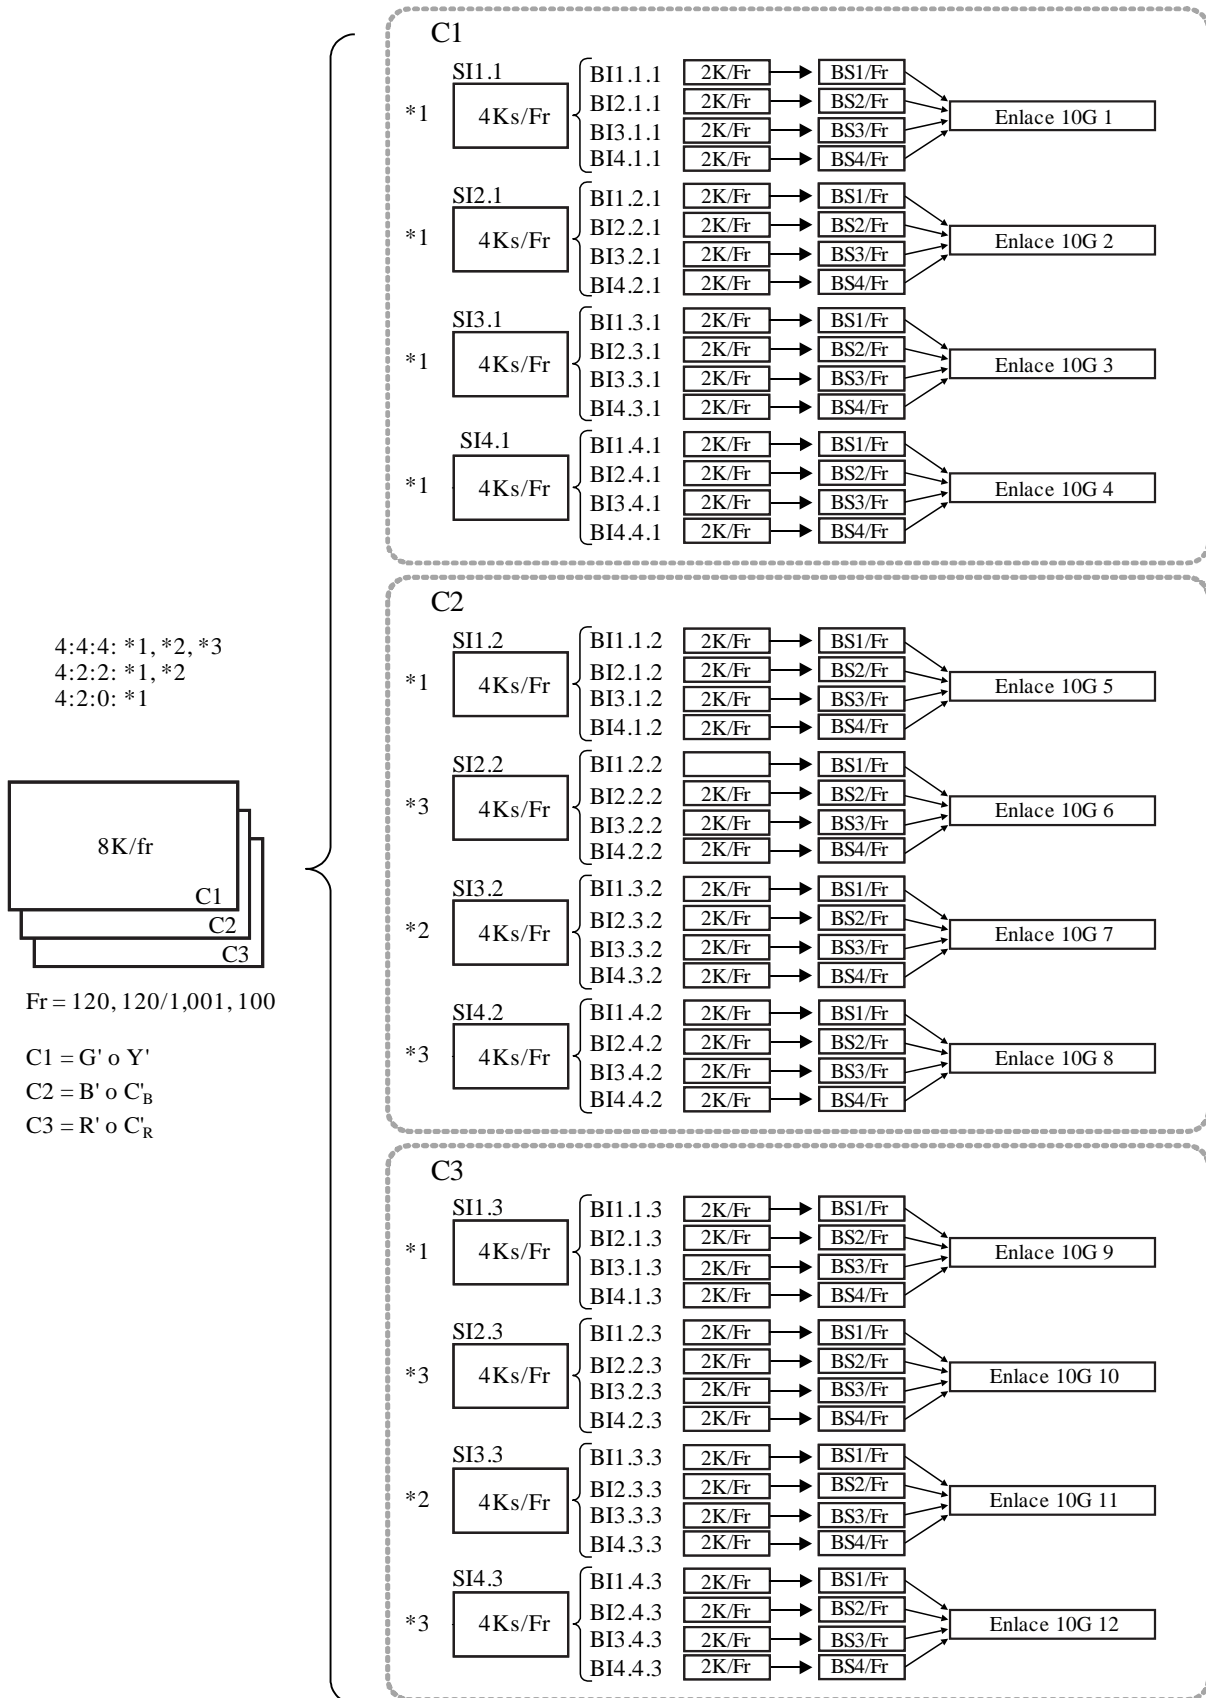 C1
SI1.1
*1
4Ks/Fr
BI1.1.1 2K/Fr BS1/Fr
BI2.1.1 2K/Fr BS2/Fr
BI3.1.1 2K/Fr BS3/Fr
BI4.1.1 2K/Fr BS4/Fr
Enlace 10G 1
SI2.1
*1
4Ks/Fr
BI1.2.1 2K/Fr BS1/Fr
BI2.2.1 2K/Fr BS2/Fr
BI3.2.1 2K/Fr BS3/Fr
BI4.2.1 2K/Fr BS4/Fr
Enlace 10G 2
SI3.1
*1
4Ks/Fr
BI1.3.1 2K/Fr BS1/Fr
BI2.3.1 2K/Fr BS2/Fr
BI3.3.1 2K/Fr BS3/Fr
BI4.3.1 2K/Fr BS4/Fr
Enlace 10G 3
SI4.1
*1
4Ks/Fr
BI1.4.1 2K/Fr BS1/Fr
BI2.4.1 2K/Fr BS2/Fr
BI3.4.1 2K/Fr BS3/Fr
BI4.4.1 2K/Fr BS4/Fr
Enlace 10G 4
4:4:4: *1, *2, *3
4:2:2: *1, *2
4:2:0: *1
8K/fr
C1
C2
C3
Fr = 120, 120/1,001, 100
C1 = G' o Y'
C2 = B' o C'B
C3 = R' o C'R
C2
SI1.2
*1
4Ks/Fr
BI1.1.2 2K/Fr BS1/Fr
BI2.1.2 2K/Fr BS2/Fr
BI3.1.2 2K/Fr BS3/Fr
BI4.1.2 2K/Fr BS4/Fr
Enlace 10G 5
SI2.2
*3
4Ks/Fr
BI1.2.2 BS1/Fr
BI2.2.2 2K/Fr BS2/Fr
BI3.2.2 2K/Fr BS3/Fr
BI4.2.2 2K/Fr BS4/Fr
Enlace 10G 6
SI3.2
*2
4Ks/Fr
BI1.3.2 2K/Fr BS1/Fr
BI2.3.2 2K/Fr BS2/Fr
BI3.3.2 2K/Fr BS3/Fr
BI4.3.2 2K/Fr BS4/Fr
Enlace 10G 7
SI4.2
*3
4Ks/Fr
BI1.4.2 2K/Fr BS1/Fr
BI2.4.2 2K/Fr BS2/Fr
BI3.4.2 2K/Fr BS3/Fr
BI4.4.2 2K/Fr BS4/Fr
Enlace 10G 8
C3
SI1.3
*1
4Ks/Fr
BI1.1.3 2K/Fr BS1/Fr
BI2.1.3 2K/Fr BS2/Fr
BI3.1.3 2K/Fr BS3/Fr
BI4.1.3 2K/Fr BS4/Fr
Enlace 10G 9
SI2.3
*3
4Ks/Fr
BI1.2.3 2K/Fr BS1/Fr
BI2.2.3 2K/Fr BS2/Fr
BI3.2.3 2K/Fr BS3/Fr
BI4.2.3 2K/Fr BS4/Fr
Enlace 10G 10
SI3.3
*2
4Ks/Fr
BI1.3.3 2K/Fr BS1/Fr
BI2.3.3 2K/Fr BS2/Fr
BI3.3.3 2K/Fr BS3/Fr
BI4.3.3 2K/Fr BS4/Fr
Enlace 10G 11
SI4.3
*3
4Ks/Fr
BI1.4.3 2K/Fr BS1/Fr
BI2.4.3 2K/Fr BS2/Fr
BI3.4.3 2K/Fr BS3/Fr
BI4.4.3 2K/Fr BS4/Fr
Enlace 10G 12